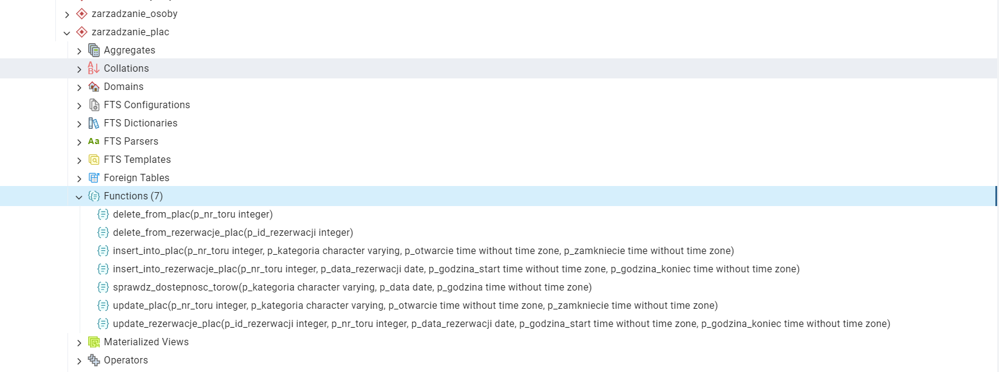 zarzadzanie_osoby
zarzadzanie_plac
Aggregates
Collations
Domains
FTS Configurations
FTS Dictionaries
Aa FTS Parsers
FTS Templates
Foreign Tables
Functions (7)
delete_from_plac(p_nr_toru integer)
delete_from_rezerwacje_plac(p_id_rezerwacji integer)
insert_into_plac(p_nr_toru integer, p_kategoria character varying, p_otwarcie time without time zone, p_zamkniecie time without time zone)
insert_into_rezerwacje_plac(p_nr_toru integer, p_data_rezerwacji date, p_godzina_start time without time zone, p_godzina_koniec time without time zone)
sprawdz_dostepnosc_torow(p_kategoria character varying, p_data date, p_godzina time without time zone)
update_plac(p_nr_toru integer, p_kategoria character varying, p_otwarcie time without time zone, p_zamkniecie time without time zone)
update_rezerwacje_plac(p_id_rezerwacji integer, p_nr_toru integer, p_data_rezerwacji date, p_godzina_start time without time zone, p_godzina_koniec time without time zone)
Materialized Views
Operators